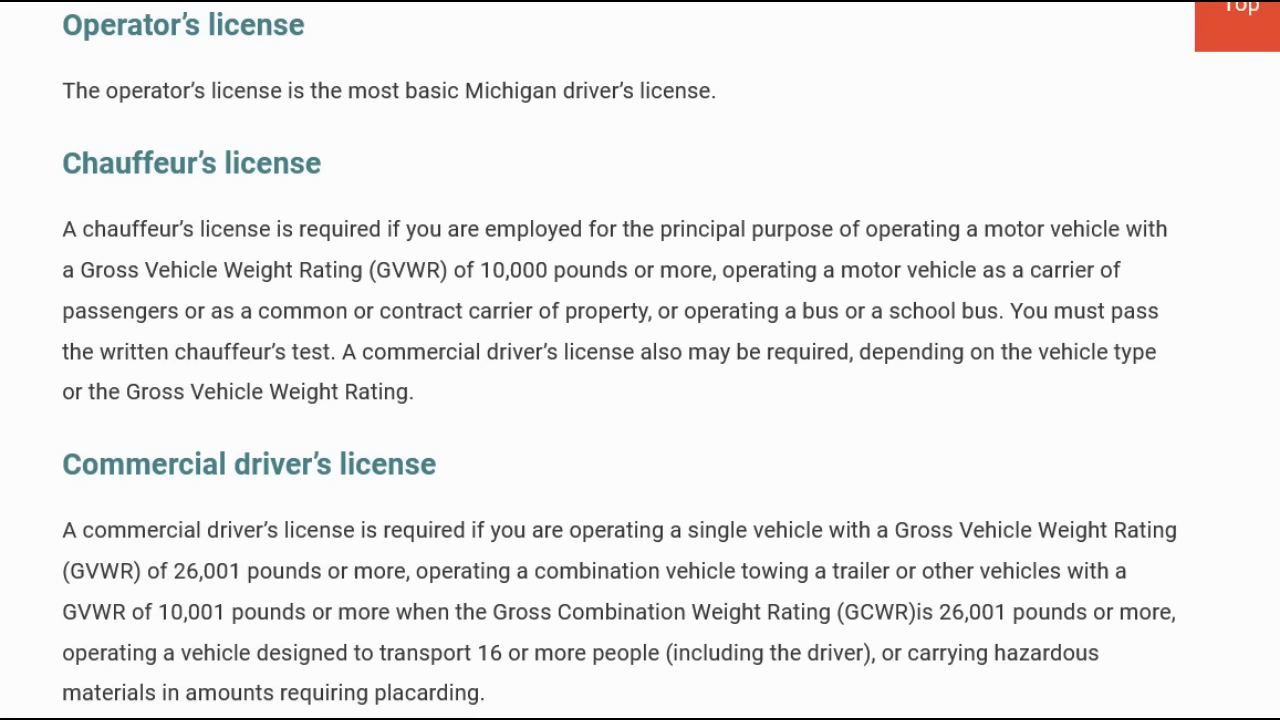 Top
Operator’s license
The operator’s license is the most basic Michigan driver’s license.
Chauffeur’s license
A chauffeur’s license is required if you are employed for the principal purpose of operating a motor vehicle with
a Gross Vehicle Weight Rating (GVWR) of 10,000 pounds or more, operating a motor vehicle as a carrier of
passengers or as a common or contract carrier of property, or operating a bus or a school bus. You must pass
the written chauffeur’s test. A commercial driver’s license also may be required, depending on the vehicle type
or the Gross Vehicle Weight Rating.
Commercial driver’s license
A commercial driver’s license is required if you are operating a single vehicle with a Gross Vehicle Weight Rating
(GVWR) of 26,001 pounds or more, operating a combination vehicle towing a trailer or other vehicles with a
GVWR of 10,001 pounds or more when the Gross Combination Weight Rating (GCWR)is 26,001 pounds or more,
operating a vehicle designed to transport 16 or more people (including the driver), or carrying hazardous
materials in amounts requiring placarding.